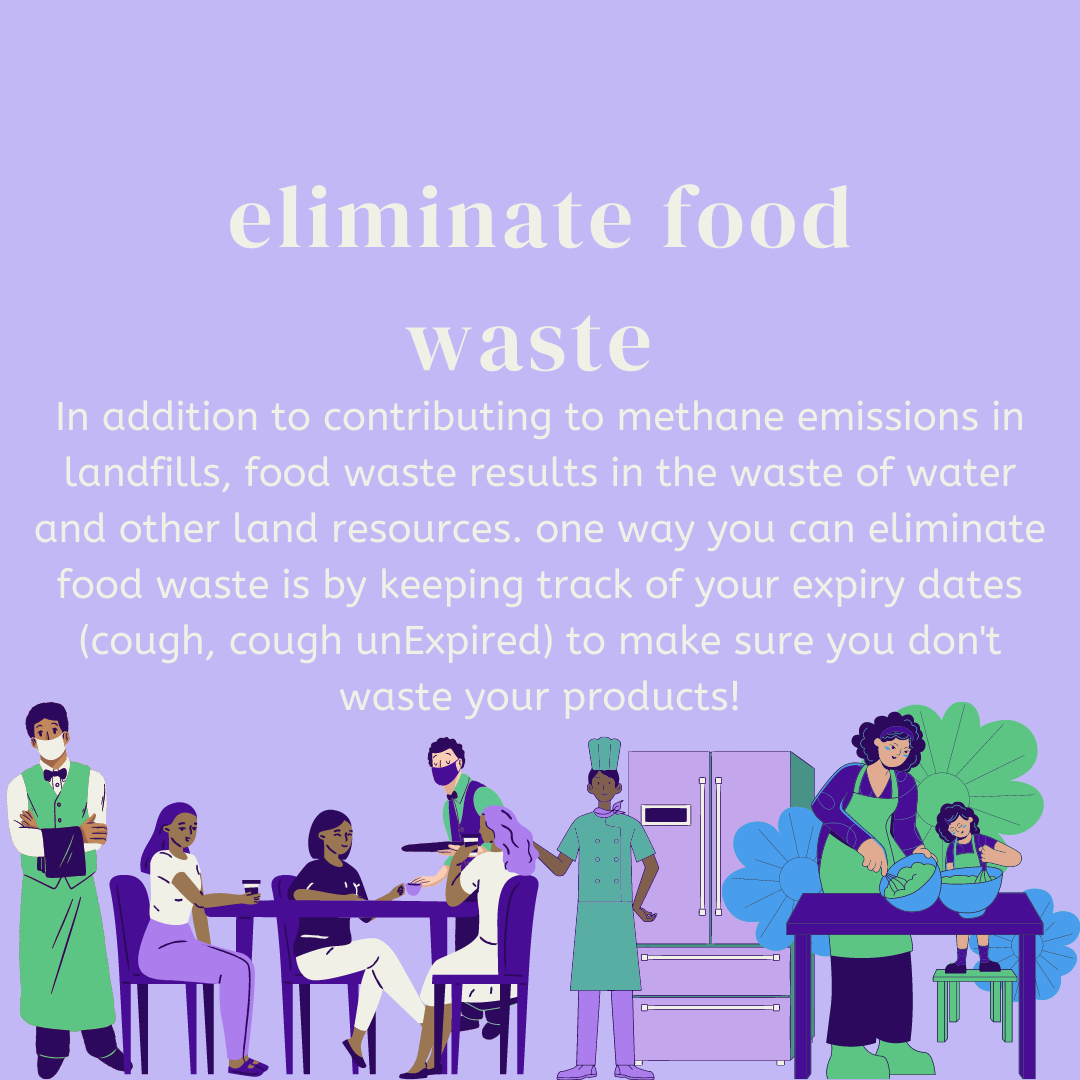 eliminate food
waste
In addition to contributing to methane emissions in
landfills, food waste results in the waste of water
and other land resources. one way you can eliminate
food waste is by keeping track of your expiry dates
(cough, cough unExpired) to make sure you don't
waste your products!